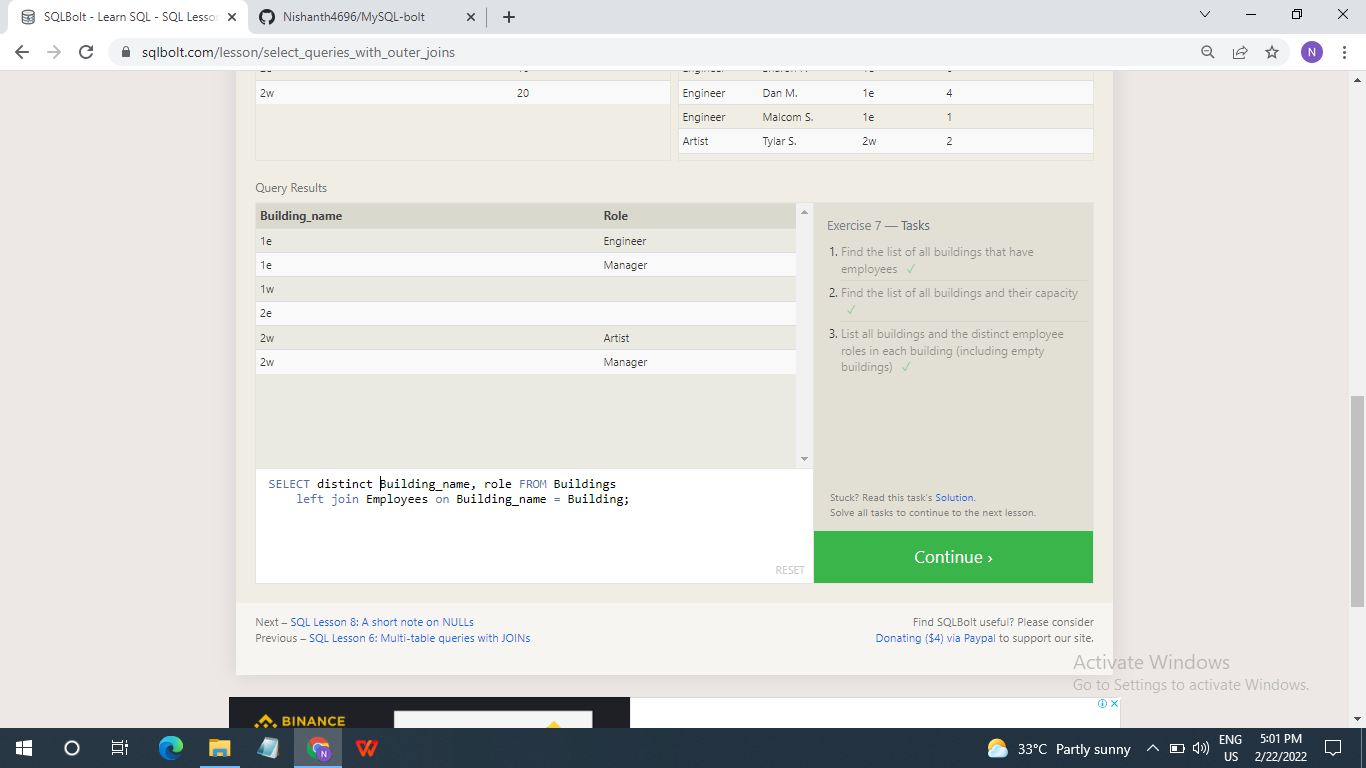 SQLBolt - Learn SQL - SQL Lesson
Nishanth4696/MySQL-bolt
sqlbolt.com/lesson/select_queries_with_outer_joins
N
2w 20
Engineer Dan M. 1e 4
Engineer Malcom S. 1e 1
Artist Tylar S. 2w 2
Query Results
Building_name Role
1e Engineer
1e Manager
1w
2e
2w Artist
2w Manager
Exercise 7 — Tasks
1. Find the list of all buildings that have
employees ✓
2. Find the list of all buildings and their capacity
✓
3. List all buildings and the distinct employee
roles in each building (including empty
buildings) ✓
SELECT distinct Building_name, role FROM Buildings
left join Employees on Building_name = Building;
RESET
Stuck? Read this task's Solution.
Solve all tasks to continue to the next lesson.
Continue ›
Next – SQL Lesson 8: A short note on NULLs
Previous – SQL Lesson 6: Multi-table queries with JOINs
Find SQLBolt useful? Please consider
Donating ($4) via Paypal to support our site.
Activate Windows
Go to Settings to activate Windows.
BINANCE
N
33°C Partly sunny
ENG
US
5:01 PM
2/22/2022